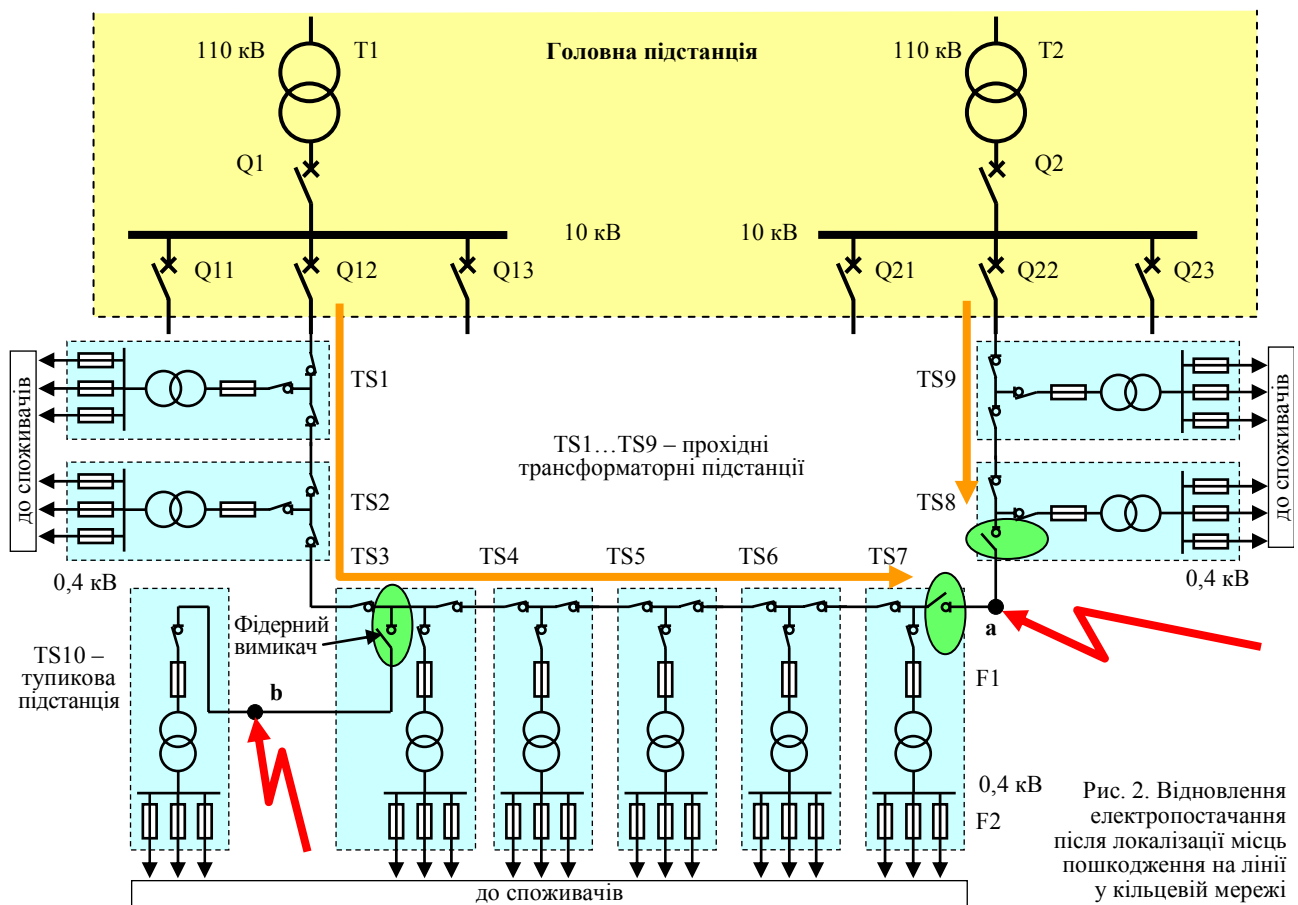 110 кВ
Т1
Головна підстанція
110 кВ
Т2
Q1
Q2
10 кВ
10 кВ
Q11
Q12
Q13
Q21
Q22
Q23
до споживачів
TS1
TS9
до споживачів
TS1…TS9 – прохідні
трансформаторні підстанції
TS2
TS8
0,4 кВ
TS3
TS4
TS5
TS6
TS7
0,4 кВ
Фідерний
вимикач
a
TS10 –
тупикова
підстанція
b
F1
0,4 кВ
F2
Рис. 2. Відновлення
електропостачання
після локалізації місць
пошкодження на лінії
у кільцевій мережі
до споживачів